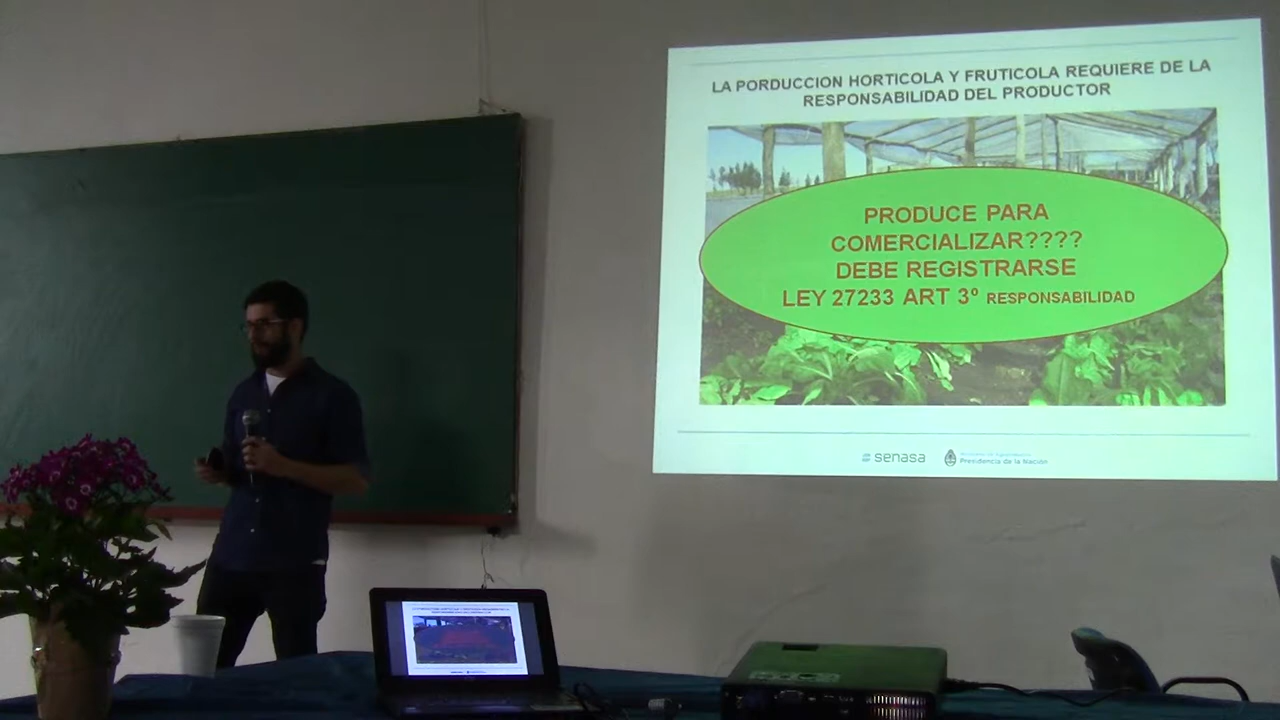 LA PORDUCCION HORTICOLA Y FRUTICOLA REQUIERE DE LA
RESPONSABILIDAD DEL PRODUCTOR
PRODUCE PARA
COMERCIALIZAR????
DEBE REGISTRARSE
LEY 27233 ART 3º RESPONSABILIDAD
senasa
Presidencia de la Nación